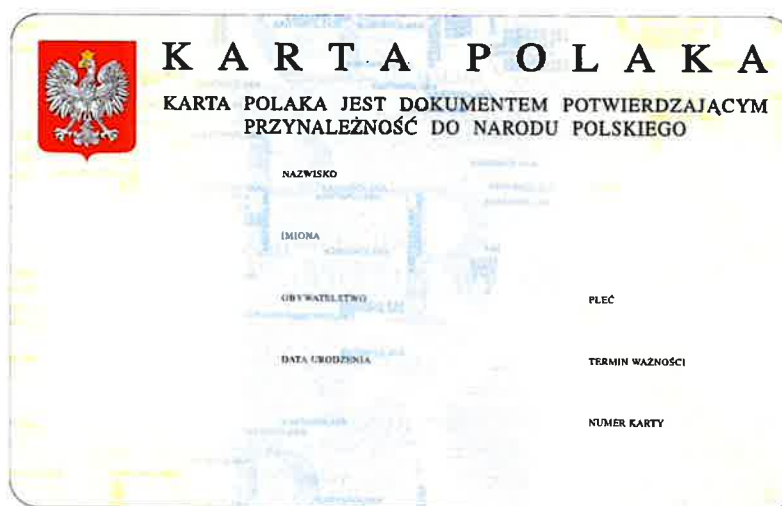 KARTA POLAKA
KARTA POLAKA JEST DOKUMENTEM POTWIERDZAJĄCYM
PRZYNALEŻNOŚĆ DO NARODU POLSKIEGO
NAZWISKO
IMIONA
OBYWATELSTWO
PŁEĆ
DATA URODZENIA
TERMIN WAŻNOŚCI
NUMER KARTY